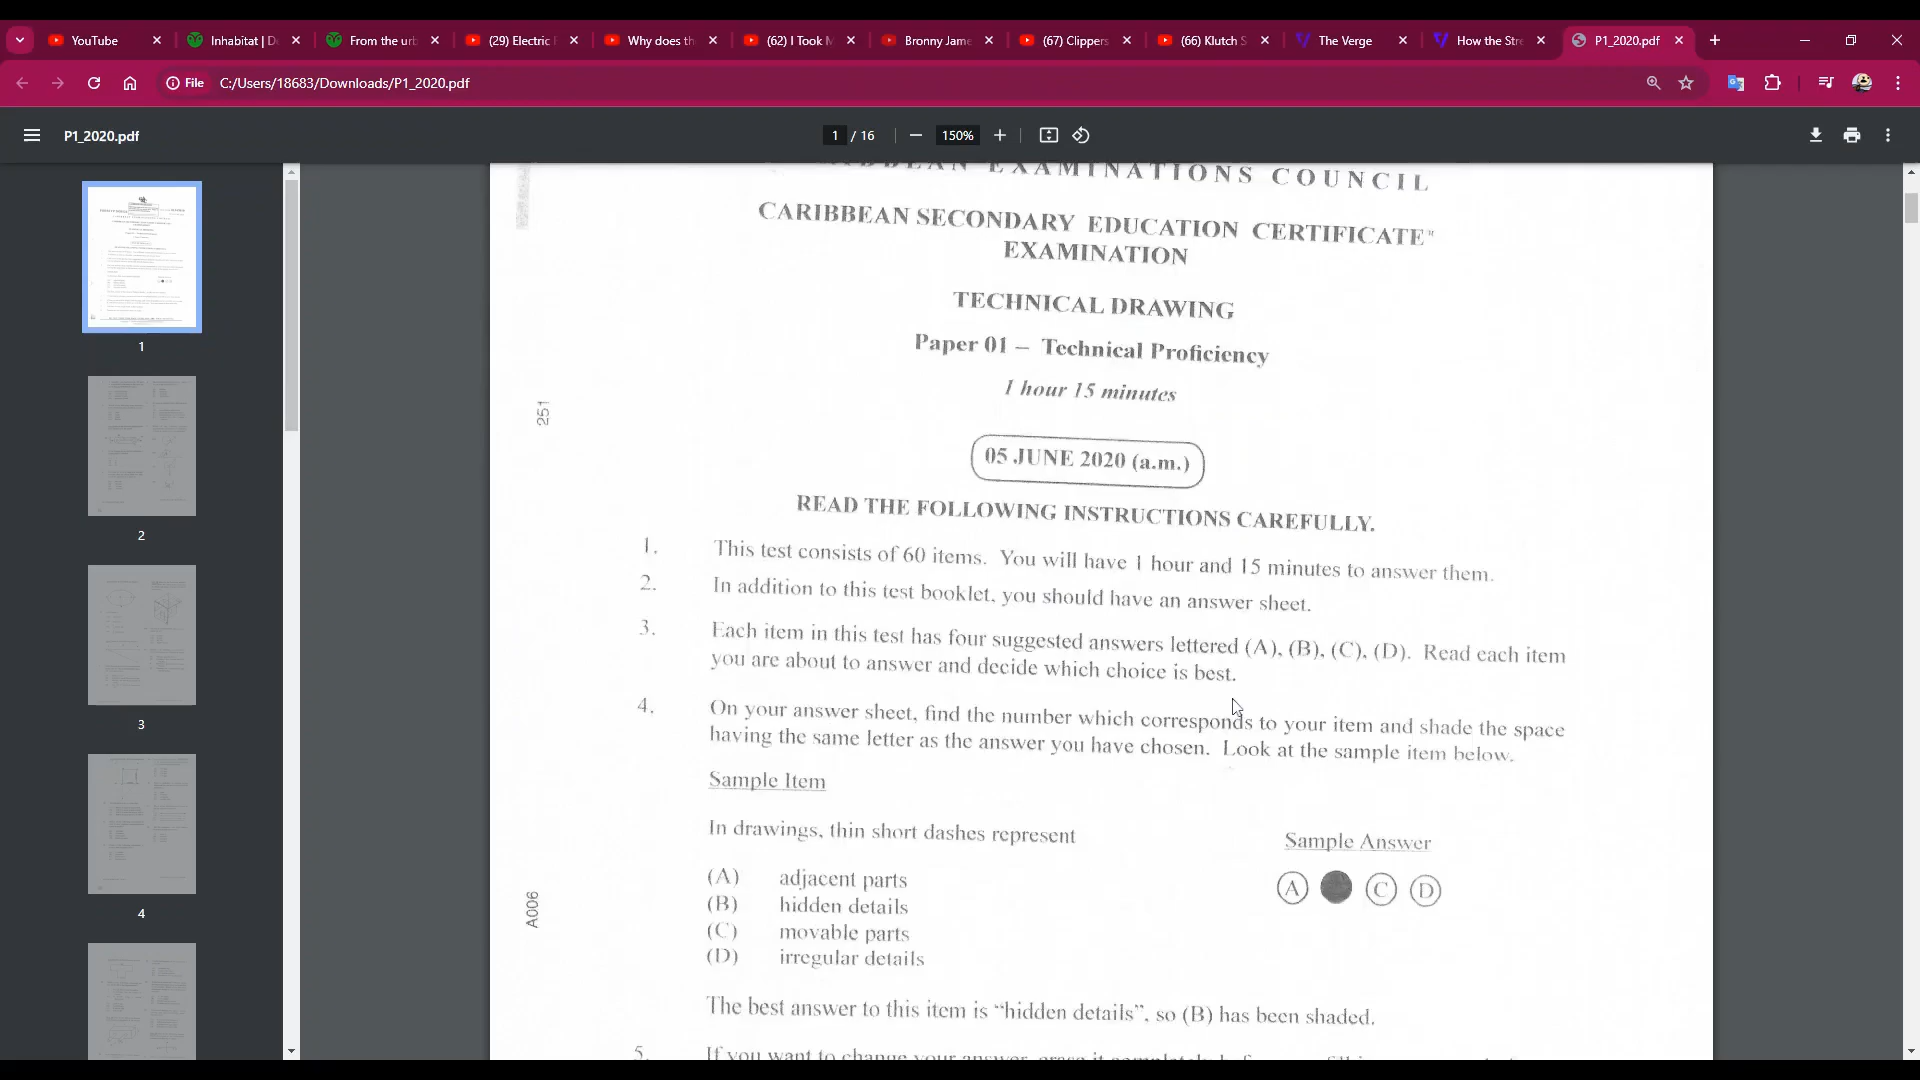 YouTube
Inhabitat | D
From the urb
(29) Electric
Why does th
(62) I Took M
Bronny Jame
(67) Clippers
(66) Klutch S
The Verge
How the Str
P1_2020.pdf
File C:/Users/18683/Downloads/P1_2020.pdf
P1_2020.pdf
1 / 16
150%
1
2
3
4
EXAMINATIONS COUNCIL
CARIBBEAN SECONDARY EDUCATION CERTIFICATE
EXAMINATION
TECHNICAL DRAWING
Paper 01 – Technical Proficiency
1 hour 15 minutes
251
05 JUNE 2020 (a.m.)
READ THE FOLLOWING INSTRUCTIONS CAREFULLY.
1. This test consists of 60 items. You will have 1 hour and 15 minutes to answer them.
2. In addition to this test booklet, you should have an answer sheet.
3. Each item in this test has four suggested answers lettered (A), (B), (C), (D). Read each item
you are about to answer and decide which choice is best.
4. On your answer sheet, find the number which corresponds to your item and shade the space
having the same letter as the answer you have chosen. Look at the sample item below.
Sample Item
In drawings, thin short dashes represent
Sample Answer
(A) adjacent parts
(B) hidden details
(C) movable parts
(D) irregular details
A C D
A006
The best answer to this item is “hidden details”, so (B) has been shaded.
5. If you want to change your answer, erase it completely